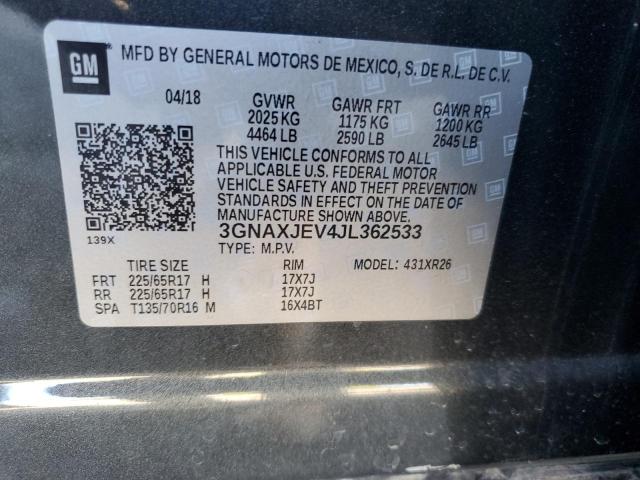 GM
MFD BY GENERAL MOTORS DE MEXICO, S. DE R.L. DE C.V.
04/18 GVWR GAWR FRT GAWR RR
2025 KG 1175 KG 1200 KG
4464 LB 2590 LB 2645 LB
THIS VEHICLE CONFORMS TO ALL
APPLICABLE U.S. FEDERAL MOTOR
VEHICLE SAFETY AND THEFT PREVENTION
STANDARDS IN EFFECT ON THE DATE OF
MANUFACTURE SHOWN ABOVE.
139X
3GNAXJEV4JL362533
TYPE: M.P.V.
TIRE SIZE RIM MODEL: 431XR26
FRT 225/65R17 H 17X7J
RR 225/65R17 H 17X7J
SPA T135/70R16 M 16X4BT